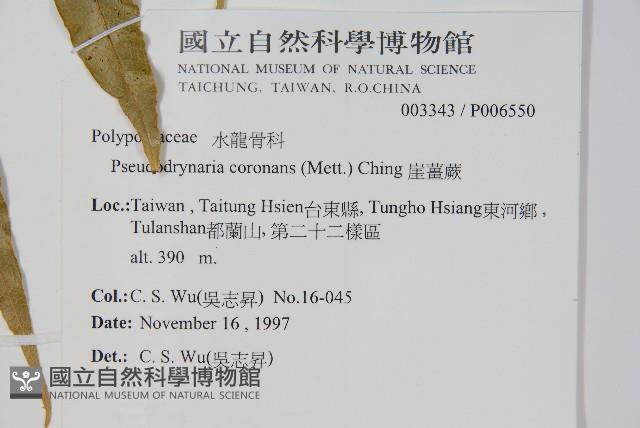 國立自然科學博物館
NATIONAL MUSEUM OF NATURAL SCIENCE
TAICHUNG, TAIWAN, R.O.CHINA
003343 / P006550
水龍骨科
coronans (Mett.) Ching 崖薑蕨
Loc.:Taiwan , Taitung Hsien台東縣, Tungho Hsiang東河鄉 ,
Tulanshan都蘭山, 第二十二樣區
alt. 390 m.
Col.: C. S. Wu(吳志昇) No.16-045
Date: November 16 , 1997
Det.: C. S. Wu(吳志昇)
國立自然科學博物館
NATIONAL MUSEUM OF NATURAL SCIENCE